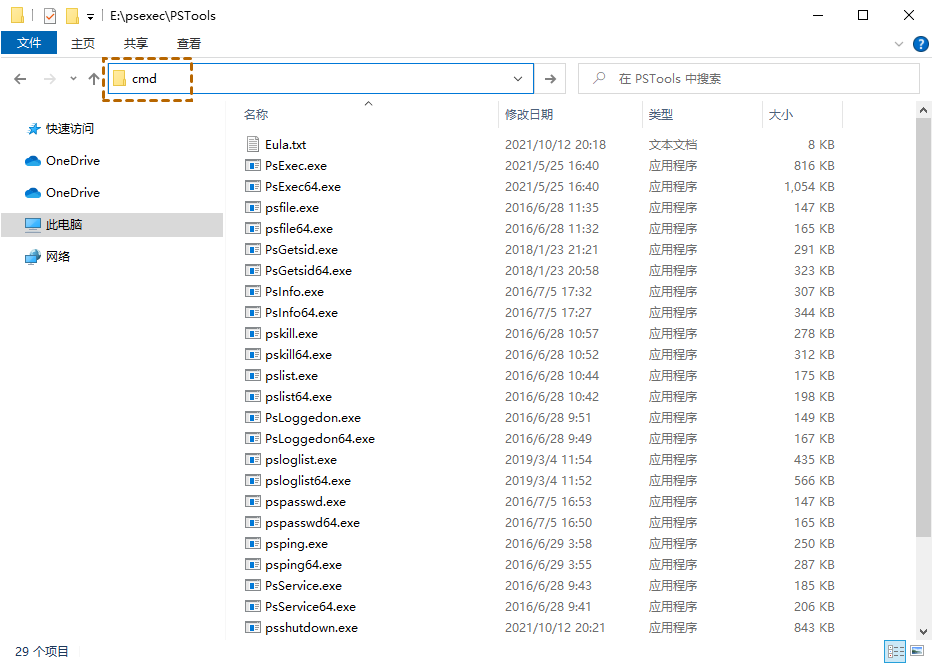 E:\psexec\PSTools
文件 主页 共享 查看
cmd 在 PSTools 中搜索
名称 修改日期 类型 大小
快速访问
OneDrive
OneDrive
此电脑
网络
Eula.txt 2021/10/12 20:18 文本文档 8 KB
PsExec.exe 2021/5/25 16:40 应用程序 816 KB
PsExec64.exe 2021/5/25 16:40 应用程序 1,054 KB
psfile.exe 2016/6/28 11:35 应用程序 147 KB
psfile64.exe 2016/6/28 11:32 应用程序 165 KB
PsGetsid.exe 2018/1/23 21:21 应用程序 291 KB
PsGetsid64.exe 2018/1/23 20:58 应用程序 323 KB
PsInfo.exe 2016/7/5 17:32 应用程序 307 KB
PsInfo64.exe 2016/7/5 17:27 应用程序 344 KB
pskill.exe 2016/6/28 10:57 应用程序 278 KB
pskill64.exe 2016/6/28 10:52 应用程序 312 KB
pslist.exe 2016/6/28 10:44 应用程序 175 KB
pslist64.exe 2016/6/28 10:42 应用程序 198 KB
PsLoggedon.exe 2016/6/28 9:51 应用程序 149 KB
PsLoggedon64.exe 2016/6/28 9:49 应用程序 167 KB
psloglist.exe 2019/3/4 11:54 应用程序 435 KB
psloglist64.exe 2019/3/4 11:52 应用程序 566 KB
pspasswd.exe 2016/7/5 16:53 应用程序 147 KB
pspasswd64.exe 2016/7/5 16:50 应用程序 165 KB
psping.exe 2016/6/29 3:58 应用程序 250 KB
psping64.exe 2016/6/29 3:55 应用程序 287 KB
PsService.exe 2016/6/28 9:43 应用程序 185 KB
PsService64.exe 2016/6/28 9:41 应用程序 206 KB
psshutdown.exe 2021/10/12 20:21 应用程序 843 KB
29 个项目